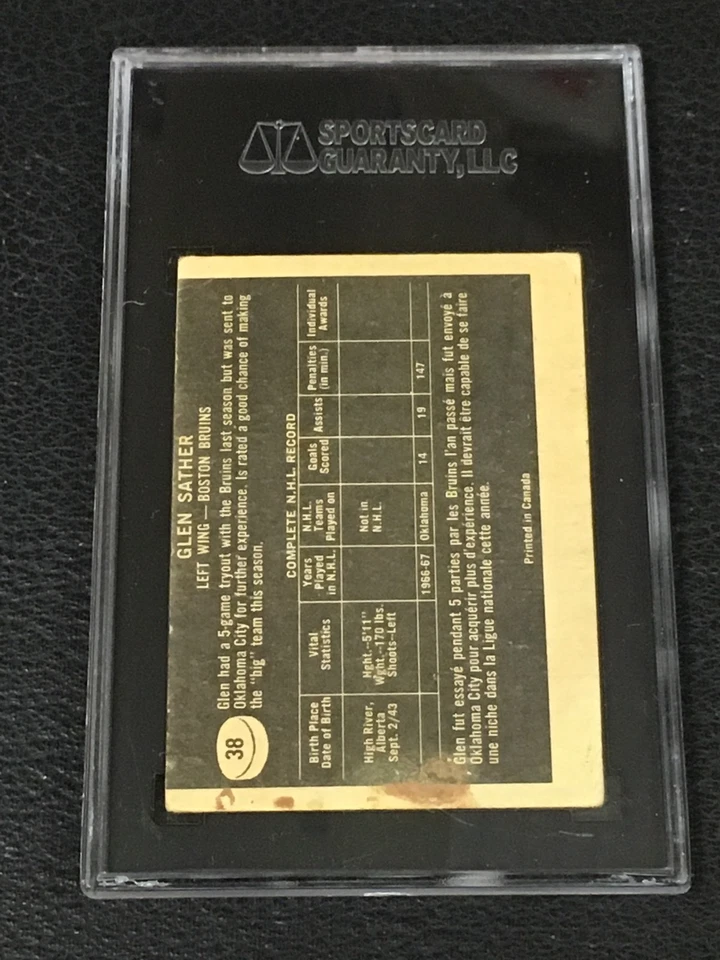 SPORTSCARD
GUARANTY, LLC
38
GLEN SATHER
LEFT WING — BOSTON BRUINS
Glen had a 5-game tryout with the Bruins last season but was sent to
Oklahoma City for further experience. Is rated a good chance of making
the "big" team this season.
COMPLETE N.H.L. RECORD
Birth Place
Date of Birth
Vital
Statistics
Years
Played
in N.H.L.
N.H.L.
Teams
Played on
Goals
Scored
Assists
Penalties
(in min.)
Individual
Awards
High River,
Alberta
Sept. 2/43
Hght.–5'11"
Wght.–170 lbs.
Shoots–Left
Not in
N.H.L.
1966-67 Oklahoma 14 19 147
Glen fut essayé pendant 5 parties par les Bruins l'an passé mais fut envoyé à
Oklahoma City pour acquérir plus d'expérience. Il devrait être capable de se faire
une niche dans la Ligue nationale cette année.
Printed in Canada